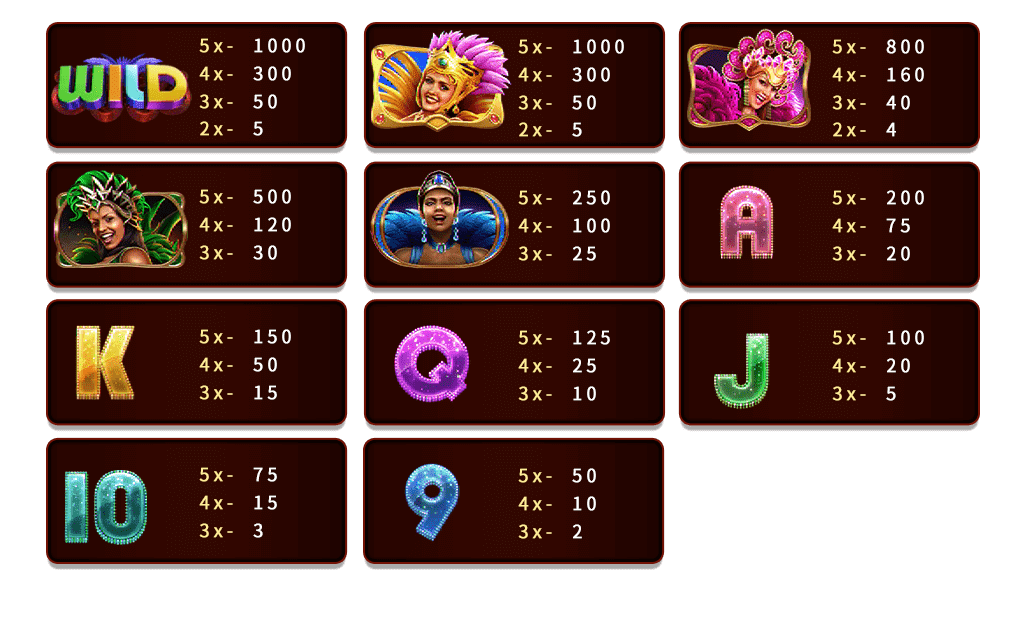 WILD
5x- 1000
4x- 300
3x- 50
2x- 5
5x- 1000
4x- 300
3x- 50
2x- 5
5x- 800
4x- 160
3x- 40
2x- 4
5x- 500
4x- 120
3x- 30
5x- 250
4x- 100
3x- 25
A
5x- 200
4x- 75
3x- 20
K
5x- 150
4x- 50
3x- 15
Q
5x- 125
4x- 25
3x- 10
J
5x- 100
4x- 20
3x- 5
10
5x- 75
4x- 15
3x- 3
9
5x- 50
4x- 10
3x- 2